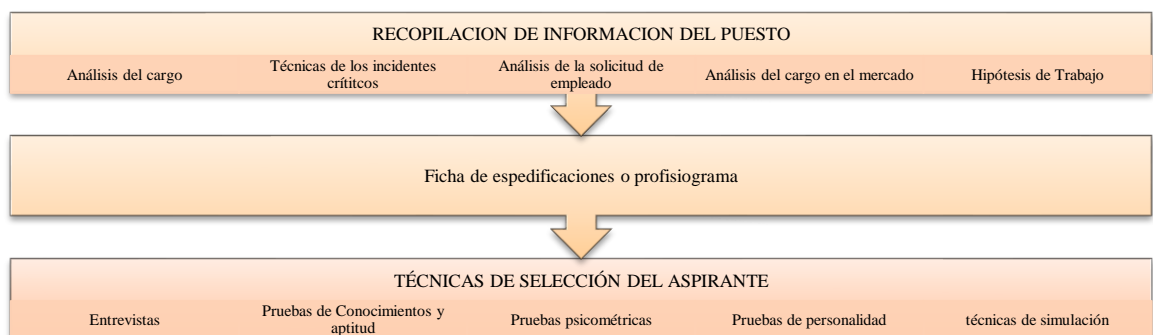 RECOPILACION DE INFORMACION DEL PUESTO
Análisis del cargo
Técnicas de los incidentes
crítitcos
Análisis de la solicitud de
empleado
Análisis del cargo en el mercado
Hipótesis de Trabajo
Ficha de espedificaciones o profisiograma
TÉCNICAS DE SELECCIÓN DEL ASPIRANTE
Entrevistas
Pruebas de Conocimientos y
aptitud
Pruebas psicométricas
Pruebas de personalidad
técnicas de simulación